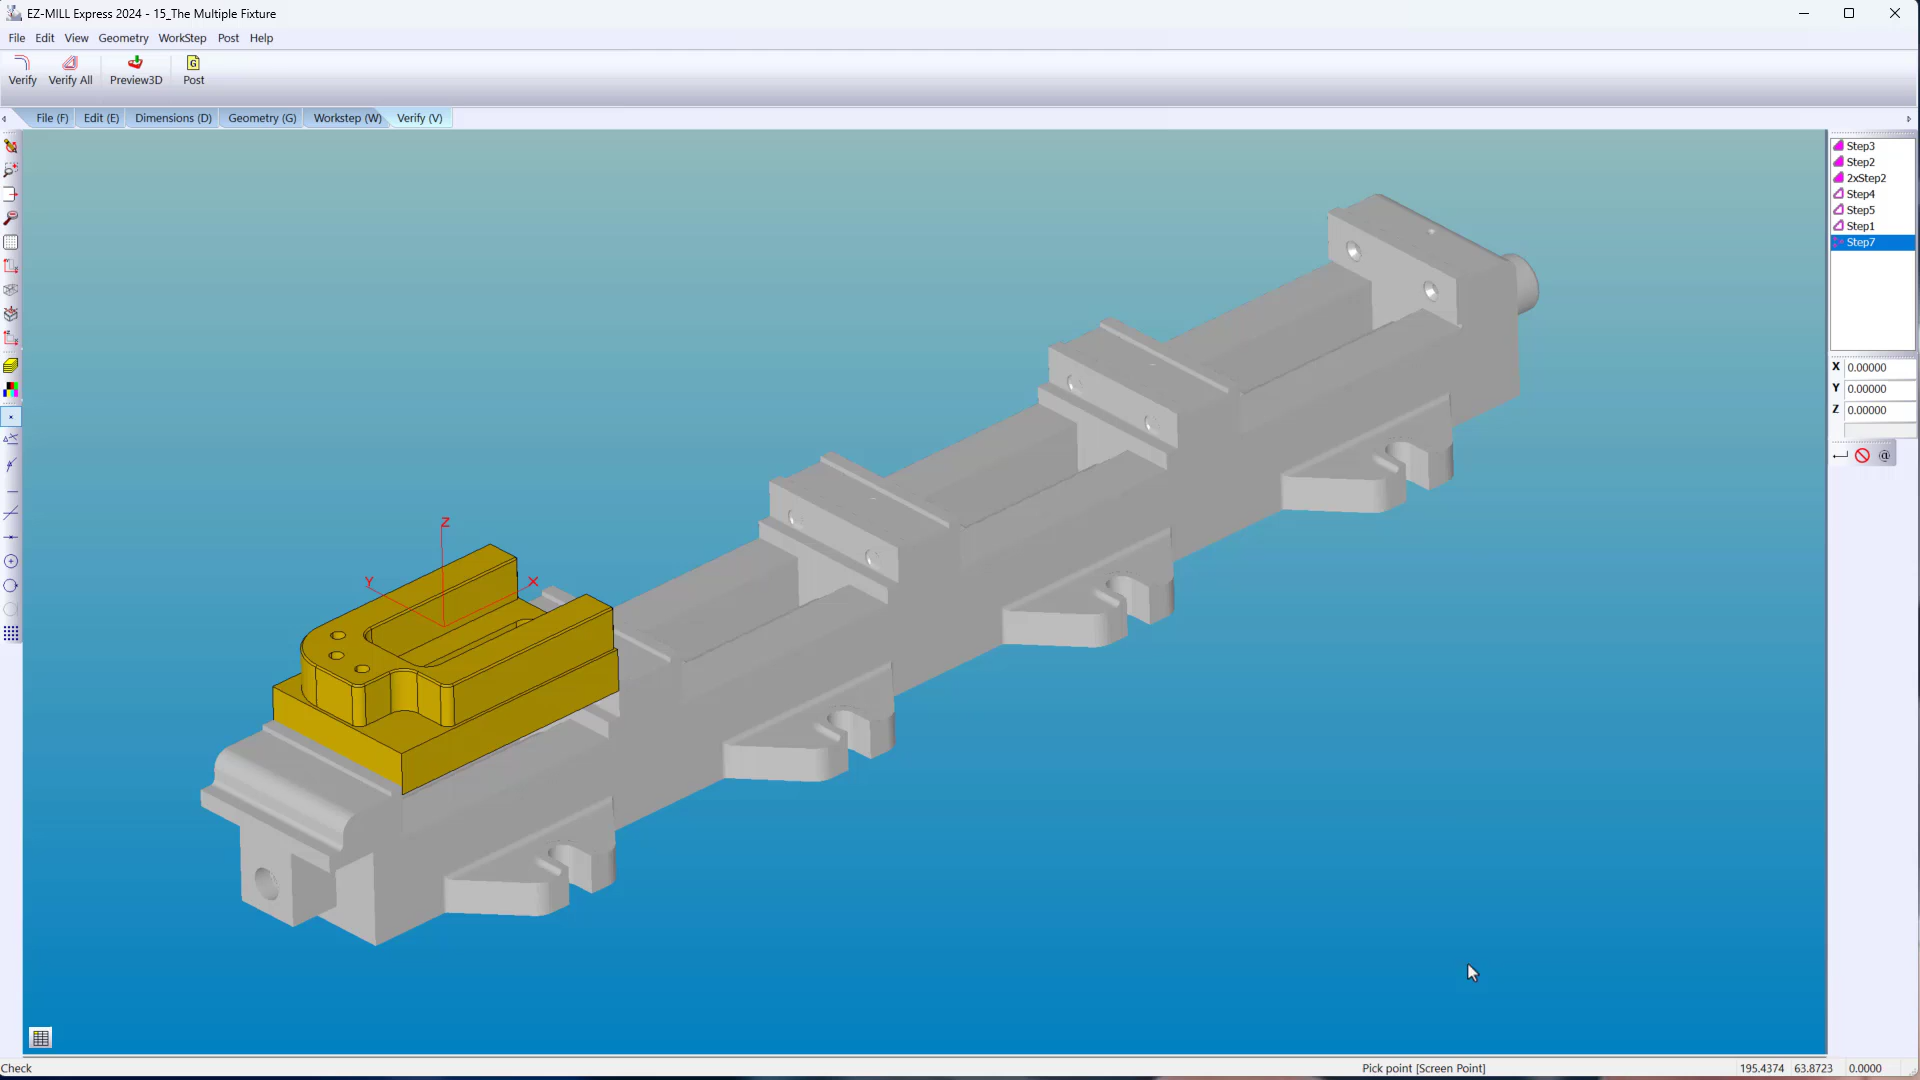 EZ-MILL Express 2024 - 15_The Multiple Fixture
File Edit View Geometry WorkStep Post Help
Verify Verify All Preview3D Post
File (F) Edit (E) Dimensions (D) Geometry (G) Workstep (W) Verify (V)
Step3
Step2
2xStep2
Step4
Step5
Step1
Step7
X 0.00000
Y 0.00000
Z 0.00000
@
Z
Y
X
Check Pick point [Screen Point] 195.4374 63.8723 0.0000